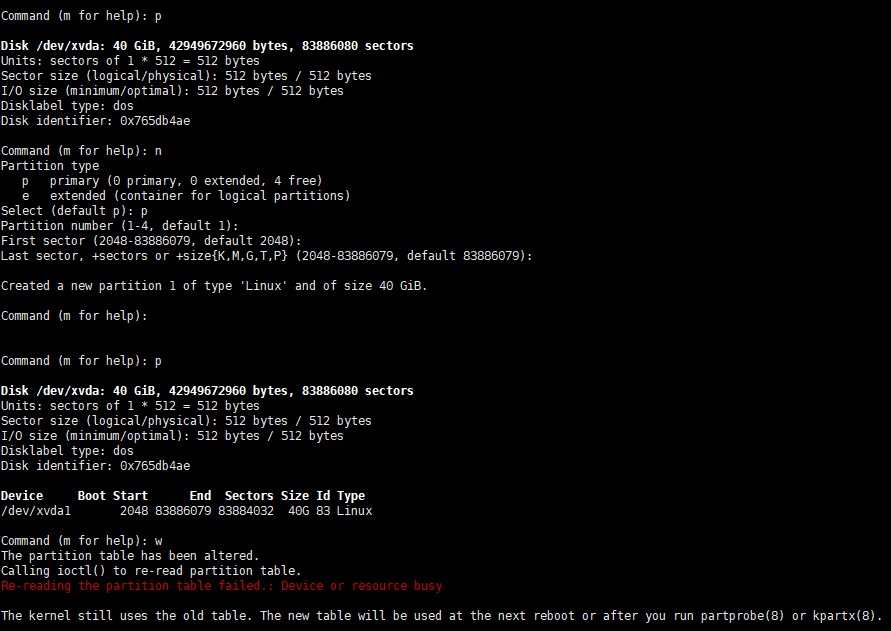 Command (m for help): p
Disk /dev/xvda: 40 GiB, 42949672960 bytes, 83886080 sectors
Units: sectors of 1 * 512 = 512 bytes
Sector size (logical/physical): 512 bytes / 512 bytes
I/O size (minimum/optimal): 512 bytes / 512 bytes
Disklabel type: dos
Disk identifier: 0x765db4ae
Command (m for help): n
Partition type
   p   primary (0 primary, 0 extended, 4 free)
   e   extended (container for logical partitions)
Select (default p): p
Partition number (1-4, default 1):
First sector (2048-83886079, default 2048):
Last sector, +sectors or +size{K,M,G,T,P} (2048-83886079, default 83886079):
Created a new partition 1 of type 'Linux' and of size 40 GiB.
Command (m for help):
Command (m for help): p
Disk /dev/xvda: 40 GiB, 42949672960 bytes, 83886080 sectors
Units: sectors of 1 * 512 = 512 bytes
Sector size (logical/physical): 512 bytes / 512 bytes
I/O size (minimum/optimal): 512 bytes / 512 bytes
Disklabel type: dos
Disk identifier: 0x765db4ae
Device     Boot Start      End  Sectors Size Id Type
/dev/xvda1       2048 83886079 83884032  40G 83 Linux
Command (m for help): w
The partition table has been altered.
Calling ioctl() to re-read partition table.
Re-reading the partition table failed.: Device or resource busy
The kernel still uses the old table. The new table will be used at the next reboot or after you run partprobe(8) or kpartx(8).